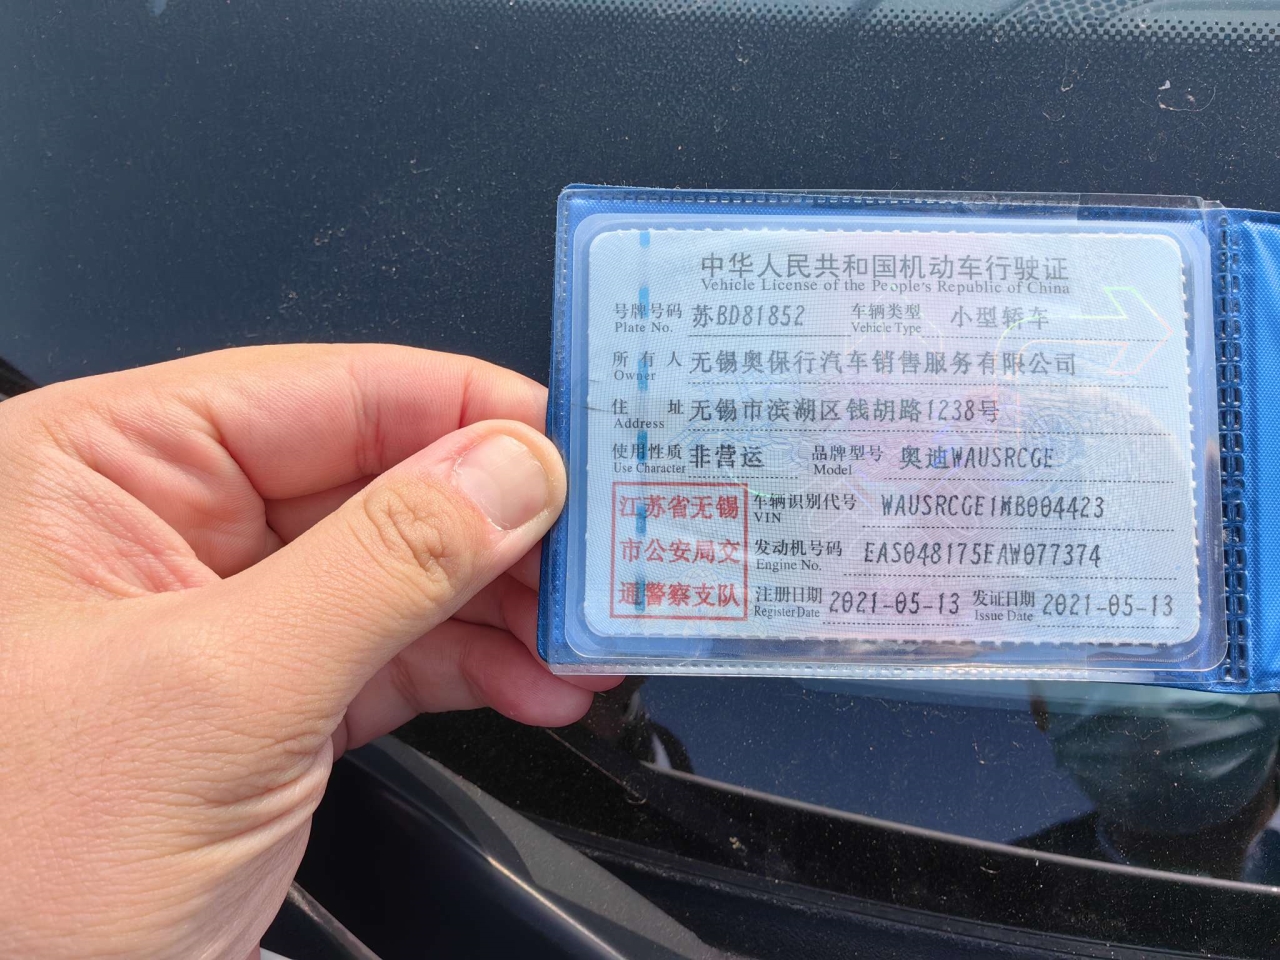 中华人民共和国机动车行驶证
Vehicle License of the People's Republic of China
号牌号码 苏BD81852 车辆类型 小型轿车
Plate No. Vehicle Type
所有人 无锡奥保行汽车销售服务有限公司
Owner
住址 无锡市滨湖区钱胡路1238号
Address
使用性质 非营运 品牌型号 奥迪WAUSRCGE
Use Character Model
江苏省无锡
市公安局交
通警察支队
车辆识别代号 WAUSRCGE1MB004423
VIN
发动机号码 EAS048175EAW077374
Engine No.
注册日期 2021-05-13 发证日期 2021-05-13
Register Date Issue Date